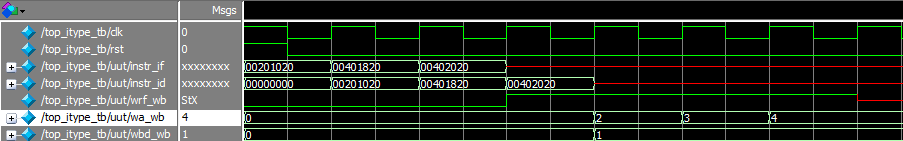 Msgs
/top_itype_tb/clk 0
/top_itype_tb/rst 0
/top_itype_tb/uut/instr_if xxxxxxxx 00201020 00401820 00402020
/top_itype_tb/uut/instr_id xxxxxxxx 00000000 00201020 00401820 00402020
/top_itype_tb/uut/wrf_wb StX
/top_itype_tb/uut/wa_wb 4 0 2 3 4
/top_itype_tb/uut/wbd_wb 1 0 1